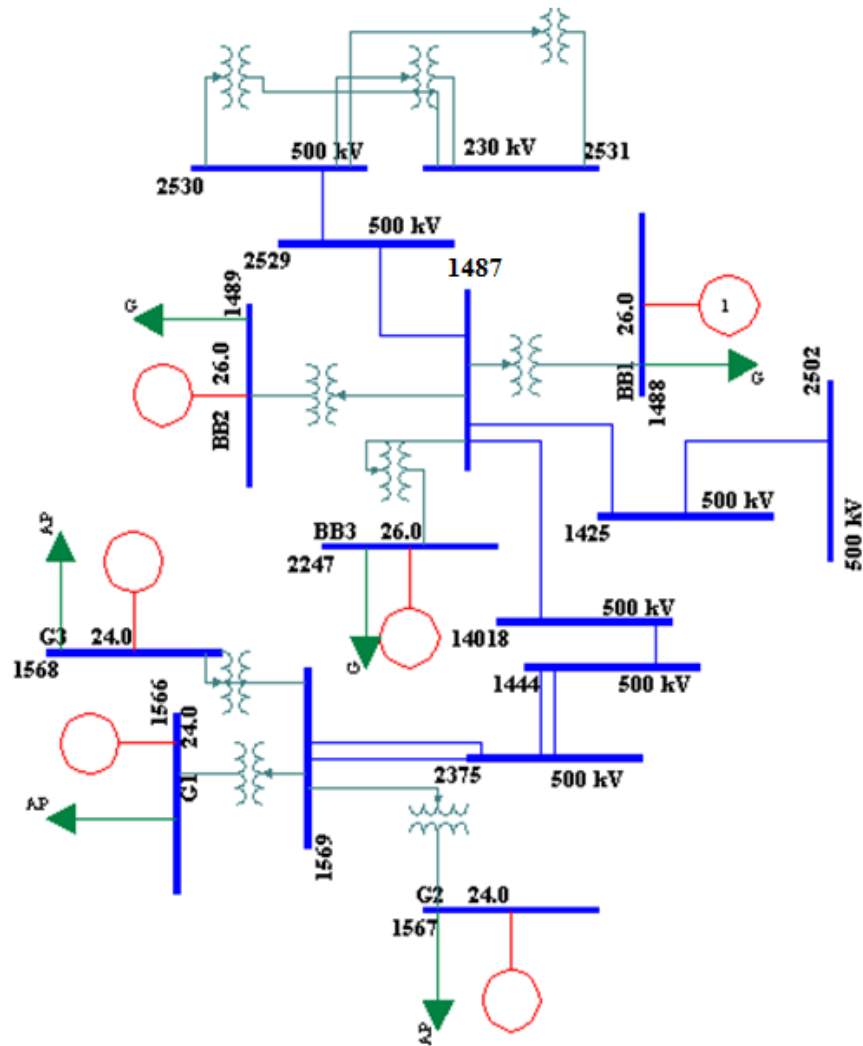 500 kV
230 kV
2531
2530
500 kV
2529
1487
1489
G
26.0
BB2
26.0
1
BB1
1488
G
2502
500 kV
1425
500 kV
BB3
26.0
2247
G
AP
G3
24.0
1568
500 kV
14018
1444
500 kV
1566
24.0
G1
AP
2375
500 kV
1569
G2
24.0
1567
AP